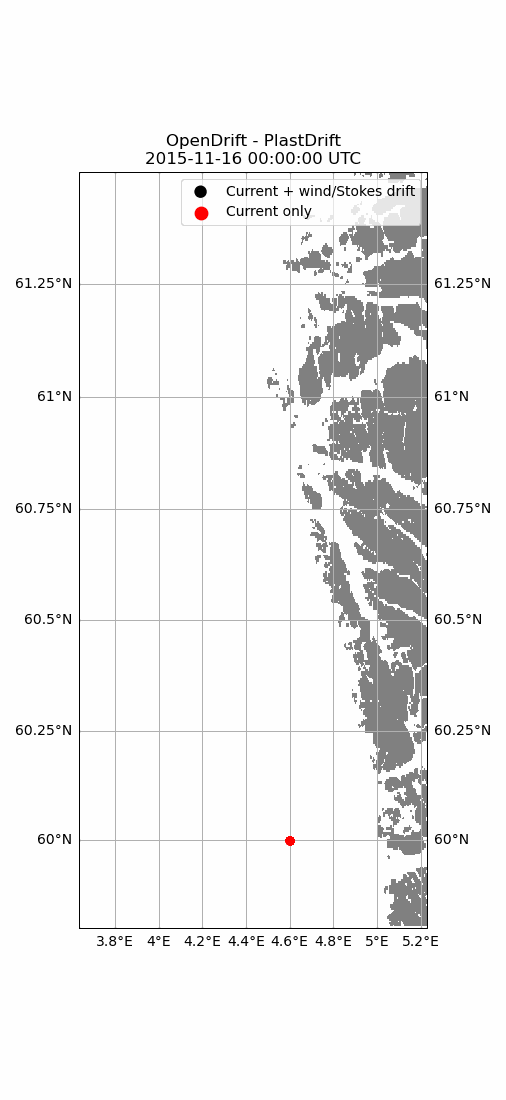 OpenDrift - PlastDrift
2015-11-16 00:00:00 UTC
Current + wind/Stokes drift
Current only
61.25°N 61.25°N
61°N 61°N
60.75°N 60.75°N
60.5°N 60.5°N
60.25°N 60.25°N
60°N 60°N
3.8°E 4°E 4.2°E 4.4°E 4.6°E 4.8°E 5°E 5.2°E